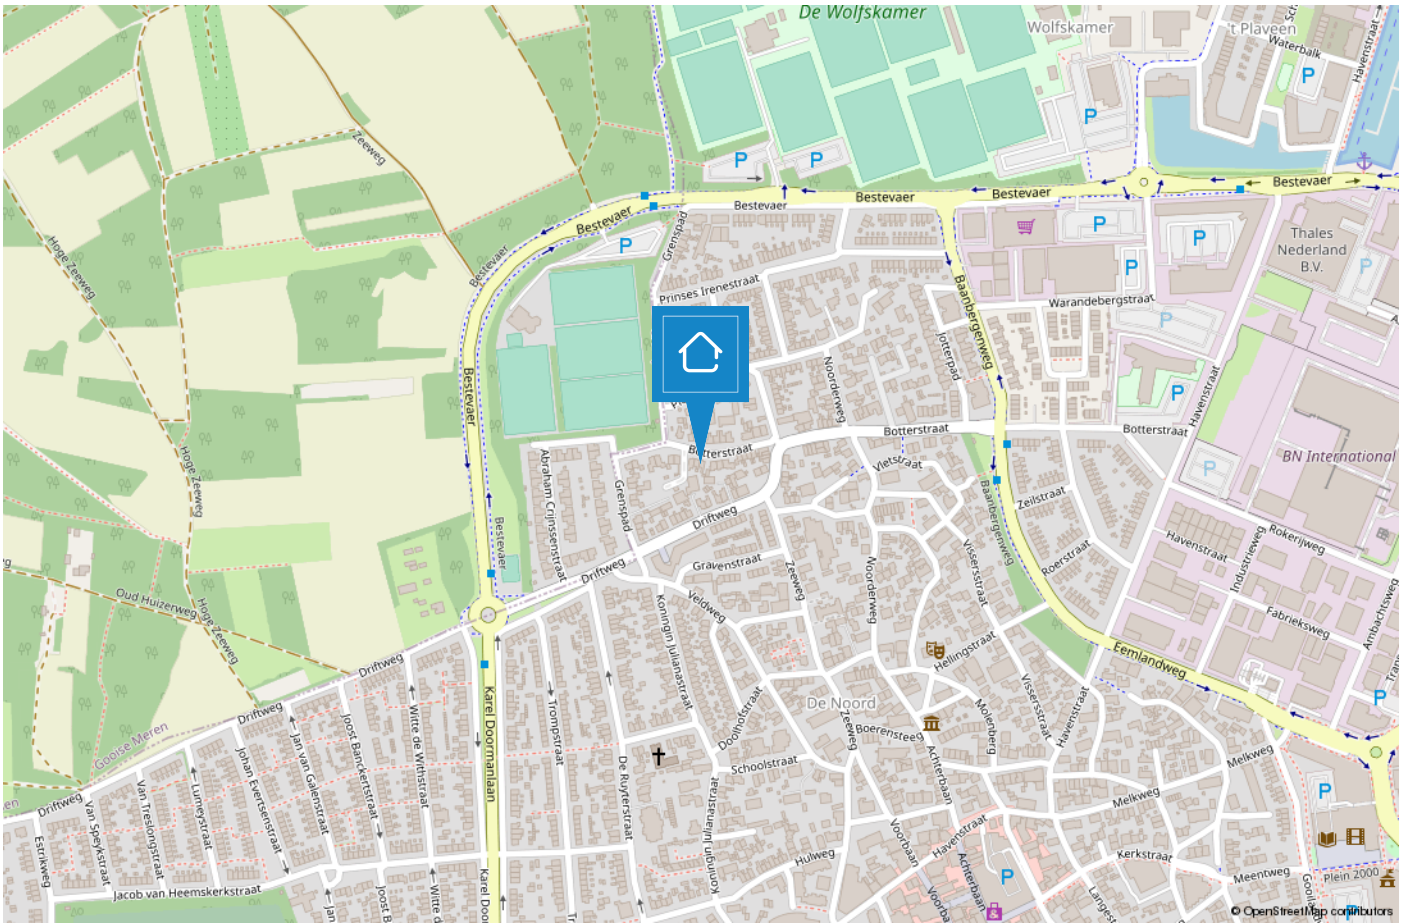 De Wolfskamer
Wolfskamer
't Plaveen
Waterbalk
Havenstraat
Zeeweg
P
P
P
P
Bestevaer
Bestevaer
Bestevaer
Bestevaer
Bestevaer
Grenspad
P
P
P
Thales
Nederland
B.V.
P
P
Hoge Zeeweg
Bestevaer
Prinses Irenestraat
Baanbergenweg
Warandebergstraat
P
Jotterpad
Noorderweg
Bestevaer
P
Havenstraat
Botterstraat
Botterstraat
Botterstraat
Hoge Zeeweg
Abraham Crijnssenstraat
Grenspad
Vletstraat
P
BN International
Baanbergenweg
Zeilstraat
Driftweg
Bestevaer
Rokerijweg
Havenstraat
Industrieweg
Roerstraat
Vissersstraat
Gravenstraat
Zeeweg
Noorderweg
Driftweg
Oud Huizerweg
Hoge Zeeweg
Veldweg
Koningin Julianastraat
Fabrieksweg
Ambachtsweg
Hellingstraat
Eemlandweg
Driftweg
Karel Doormanlaan
Witte de Withstraat
Trompstraat
Doolhofstraat
De Noord
Zeeweg
Boerensteeg
Molenberg
Vissersstraat
Havenstraat
P
Driftweg
Gooise Meren
Jan van Galenstraat
Joost Banckertstraat
Johan Evertsenstraat
De Ruyterstraat
Schoolstraat
Achterbaan
Melkweg
Melkweg
Driftweg
Van Speykstraat
Van Treslongstraat
Lumeystraat
Koningin Julianastraat
P
Voorbaan
Havenstraat
Estrikweg
Hulweg
Achterbaan
Kerkstraat
Meentweg
Plein 2000
Jacob van Heemskerkstraat
P
P
© OpenStreetMap contributors